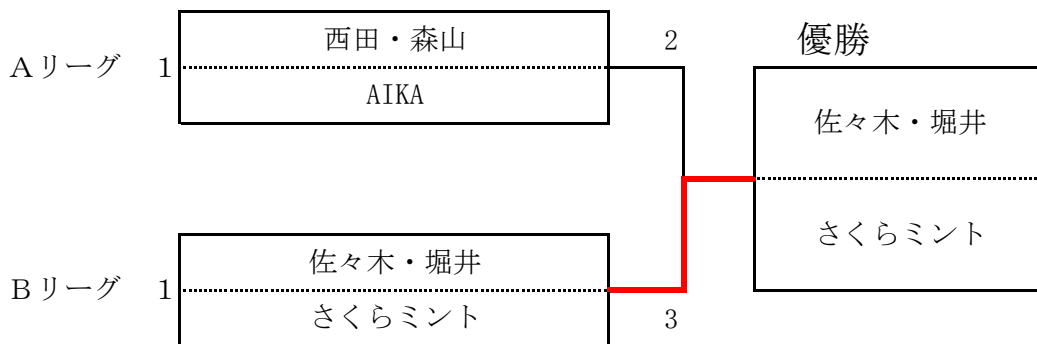 西田・森山
2
優勝
Aリーグ 1
AIKA
佐々木・堀井
さくらミント
佐々木・堀井
Bリーグ 1
さくらミント
3